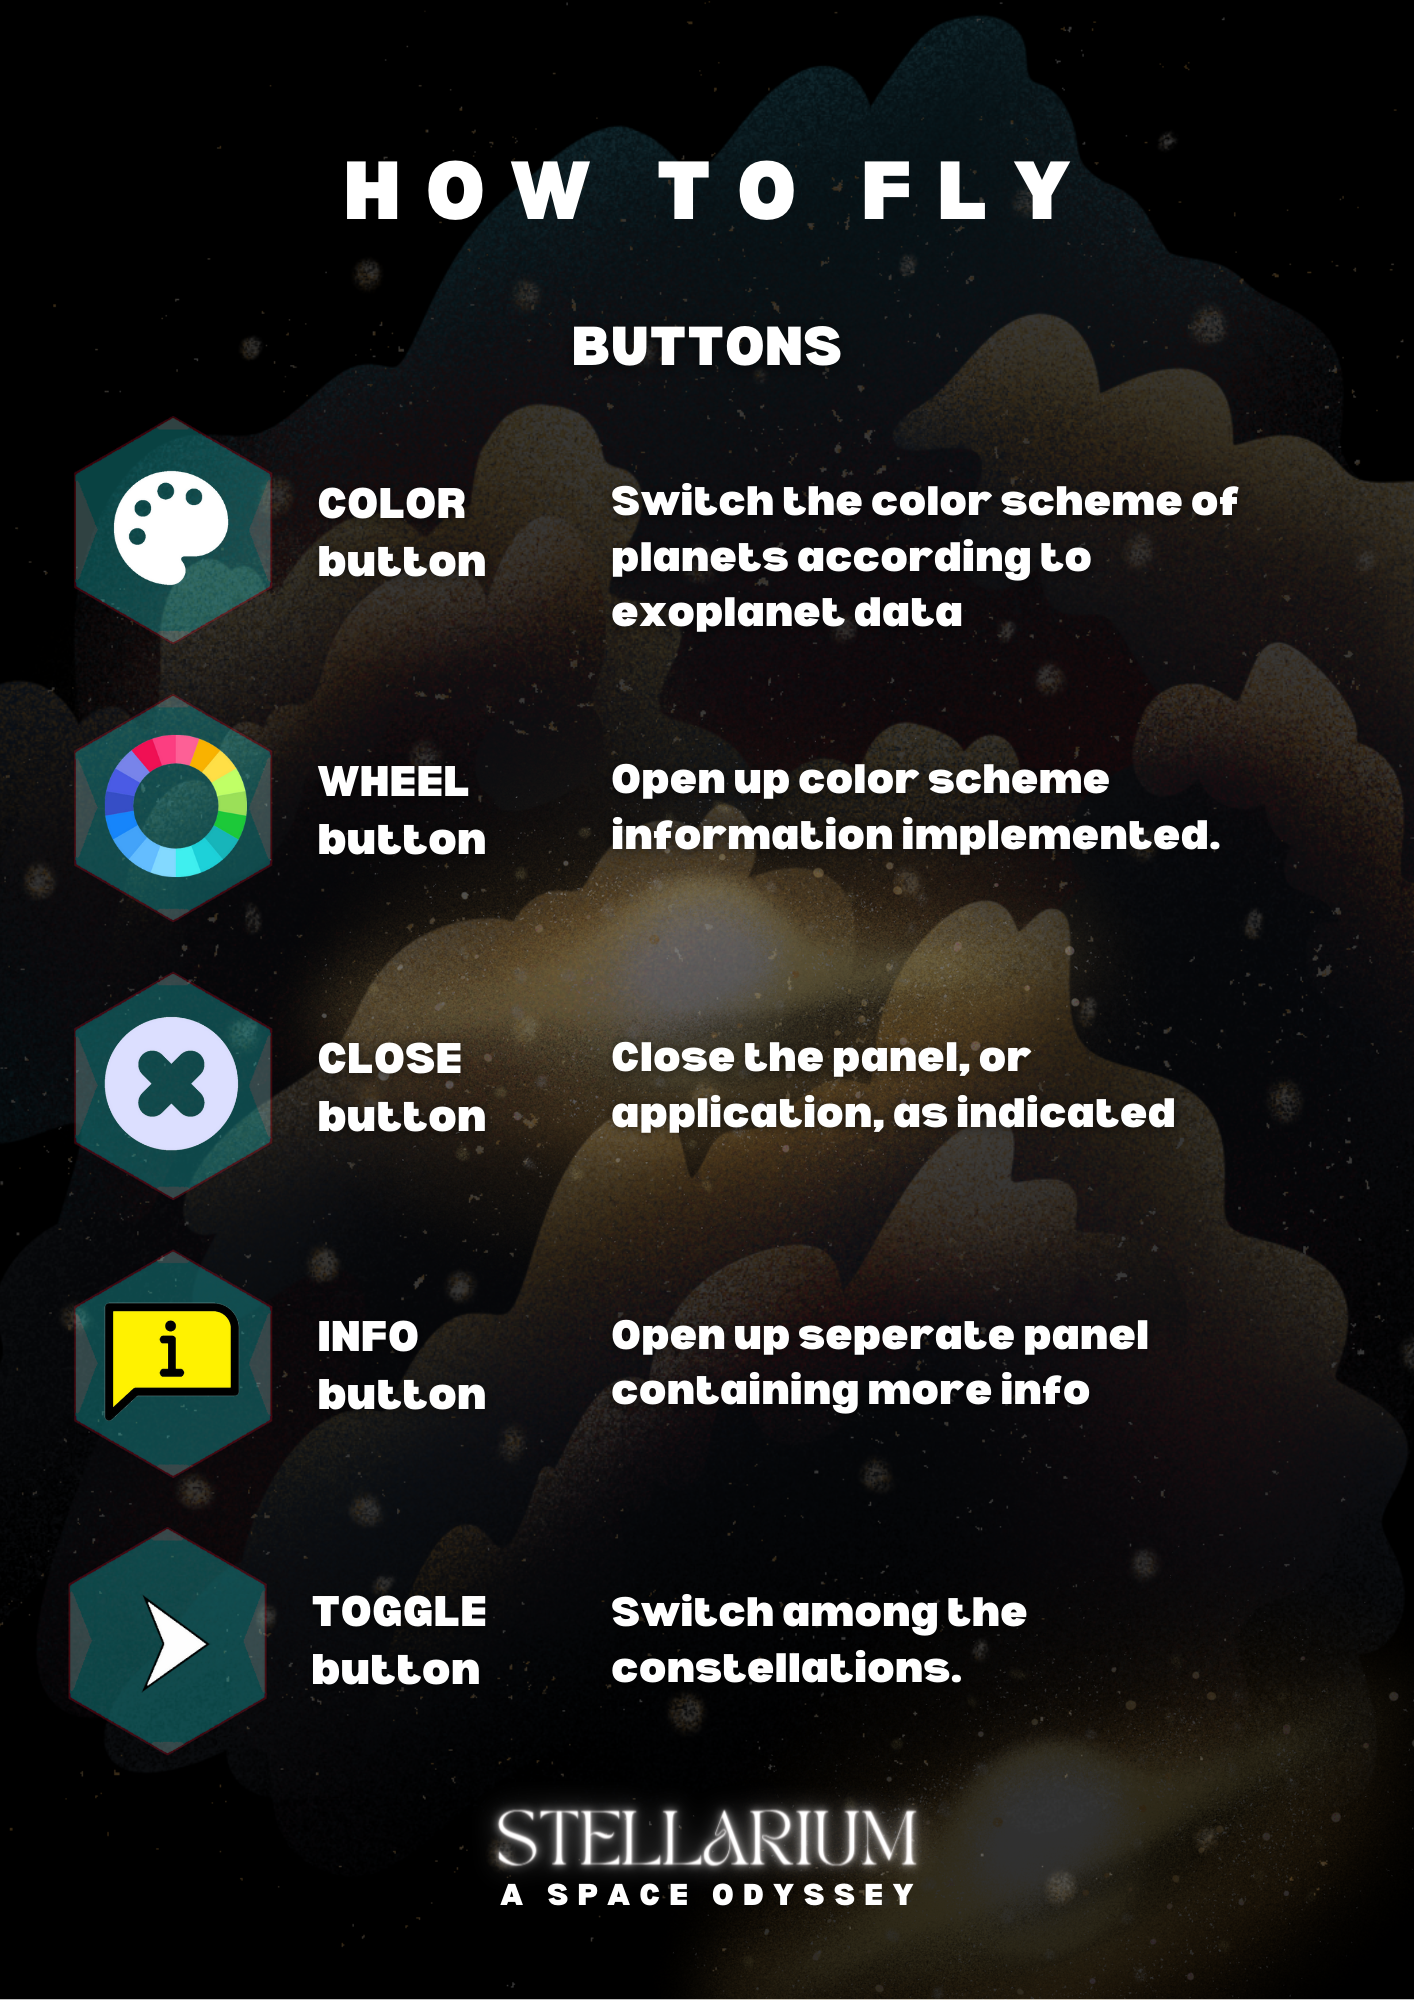 HOW TO FLY
BUTTONS
COLOR
button
Switch the color scheme of
planets according to
exoplanet data
WHEEL
button
Open up color scheme
information implemented.
CLOSE
button
Close the panel, or
application, as indicated
i
INFO
button
Open up seperate panel
containing more info
TOGGLE
button
Switch among the
constellations.
STELLARIUM
A SPACE ODYSSEY